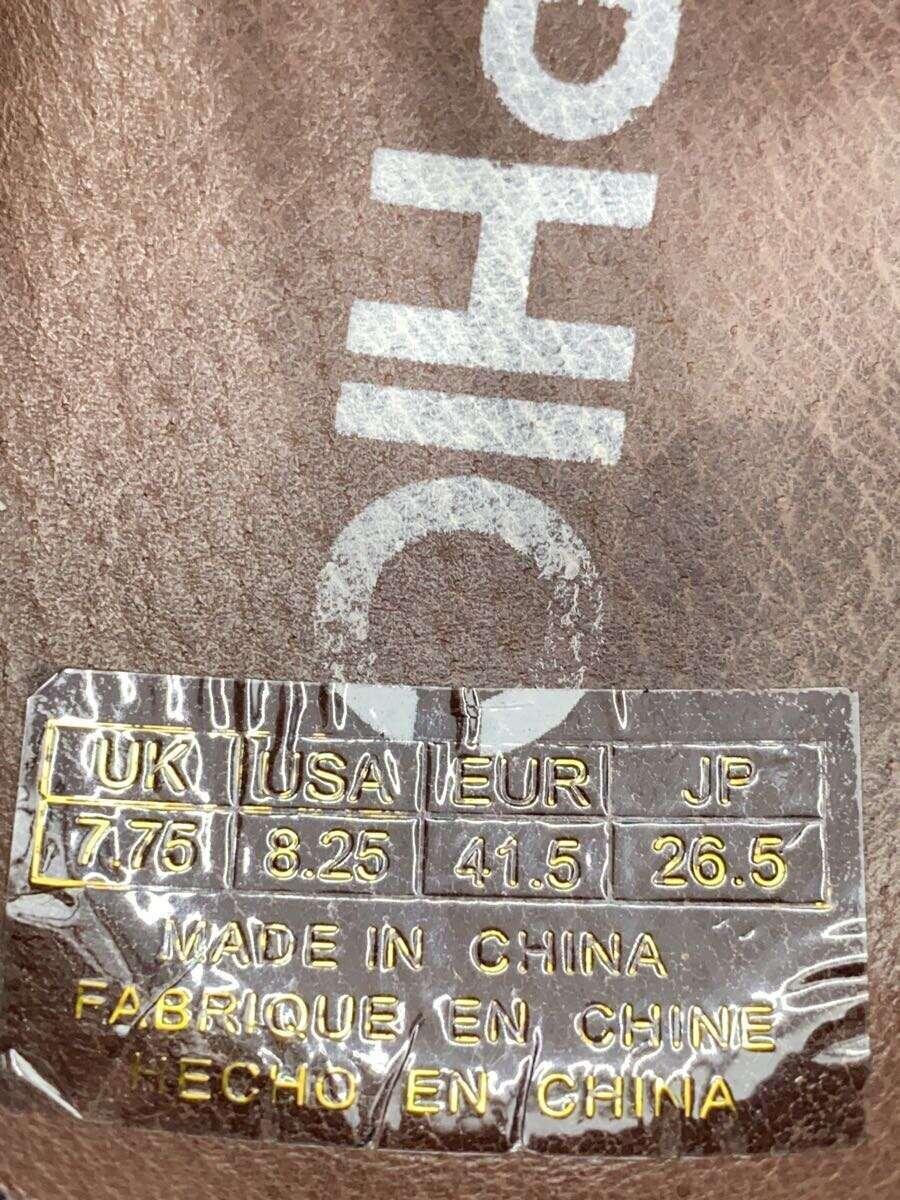 UK USA EUR JP
7.75 8.25 41.5 26.5
MADE IN CHINA
FABRIQUE EN CHINE
HECHO EN CHINA